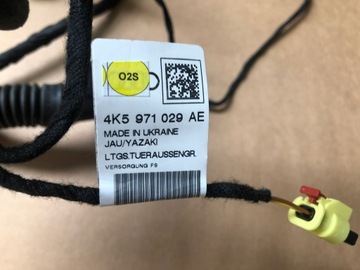 O2S
4K5 971 029 AE
MADE IN UKRAINE
JAU/YAZAKI
LTGS.TUERAUSSENGR.
VERSORGUNG FS